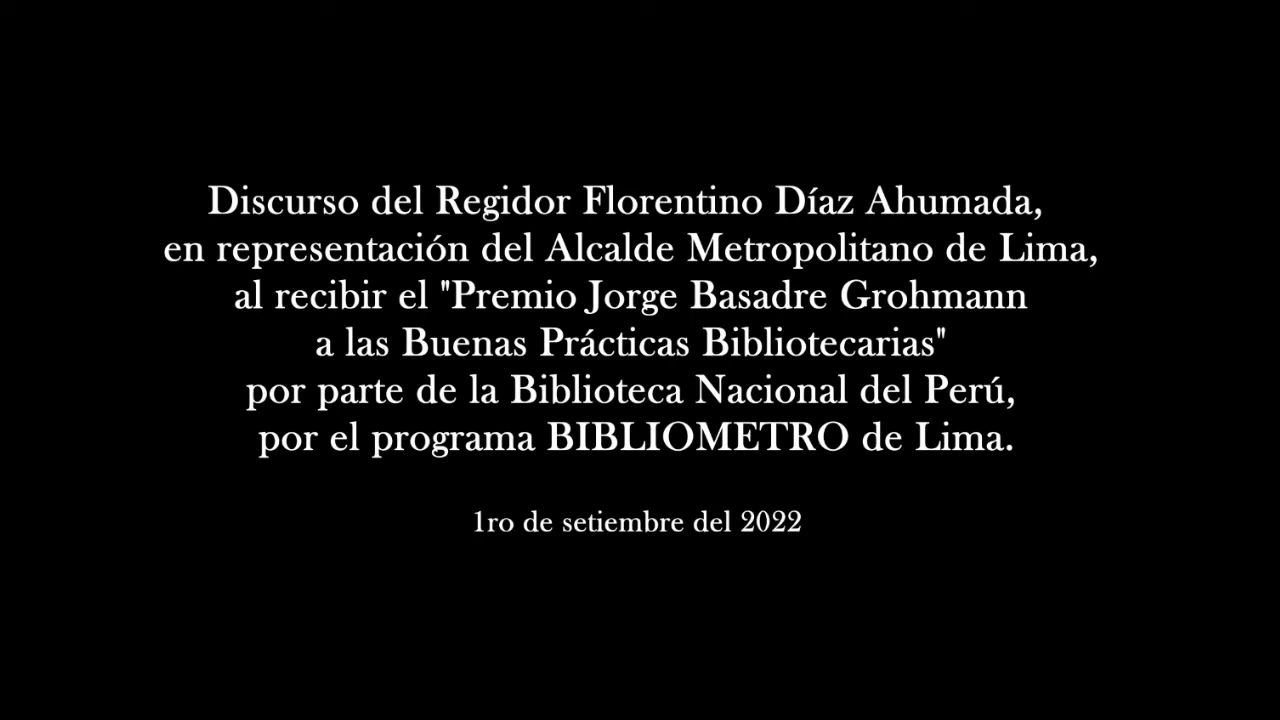 Discurso del Regidor Florentino Díaz Ahumada,
en representación del Alcalde Metropolitano de Lima,
al recibir el "Premio Jorge Basadre Grohmann
a las Buenas Prácticas Bibliotecarias"
por parte de la Biblioteca Nacional del Perú,
por el programa BIBLIOMETRO de Lima.
1ro de setiembre del 2022